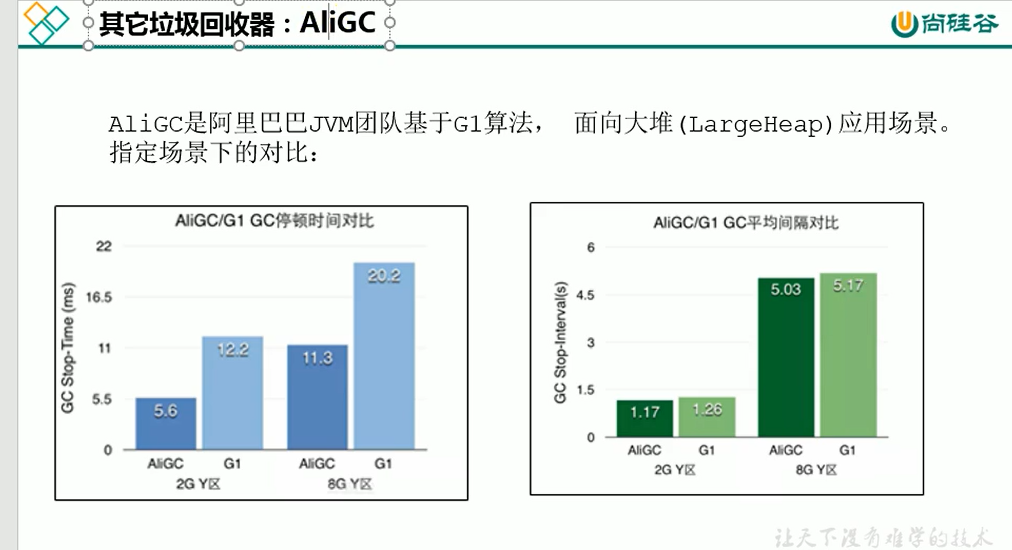 其它垃圾回收器：AliGC
尚硅谷
AliGC是阿里巴巴JVM团队基于G1算法， 面向大堆(LargeHeap)应用场景。
指定场景下的对比：
AliGC/G1 GC停顿时间对比
GC Stop-Time (ms)
22
16.5
11
5.5
0
5.6
12.2
11.3
20.2
AliGC G1 AliGC G1
2G Y区 8G Y区
AliGC/G1 GC平均间隔对比
GC Stop-Interval(s)
6
4.5
3
1.5
0
1.17
1.26
5.03
5.17
AliGC G1 AliGC G1
2G Y区 8G Y区
让天下没有难学的技术